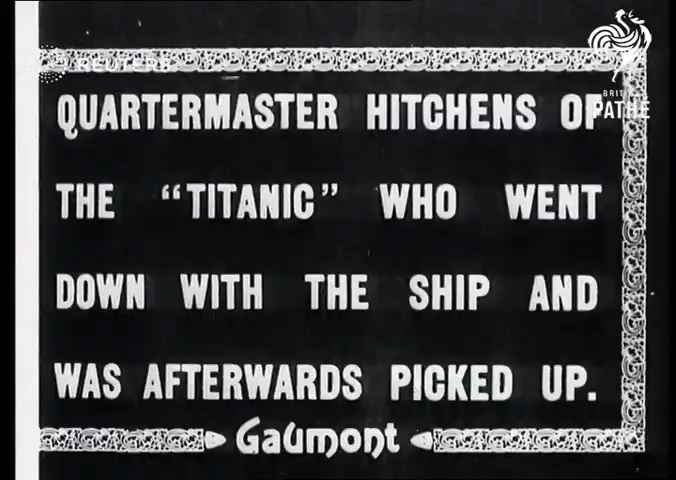 REUTERS
BRITISH
PATHÉ
QUARTERMASTER HITCHENS OF
THE "TITANIC" WHO WENT
DOWN WITH THE SHIP AND
WAS AFTERWARDS PICKED UP.
Gaumont